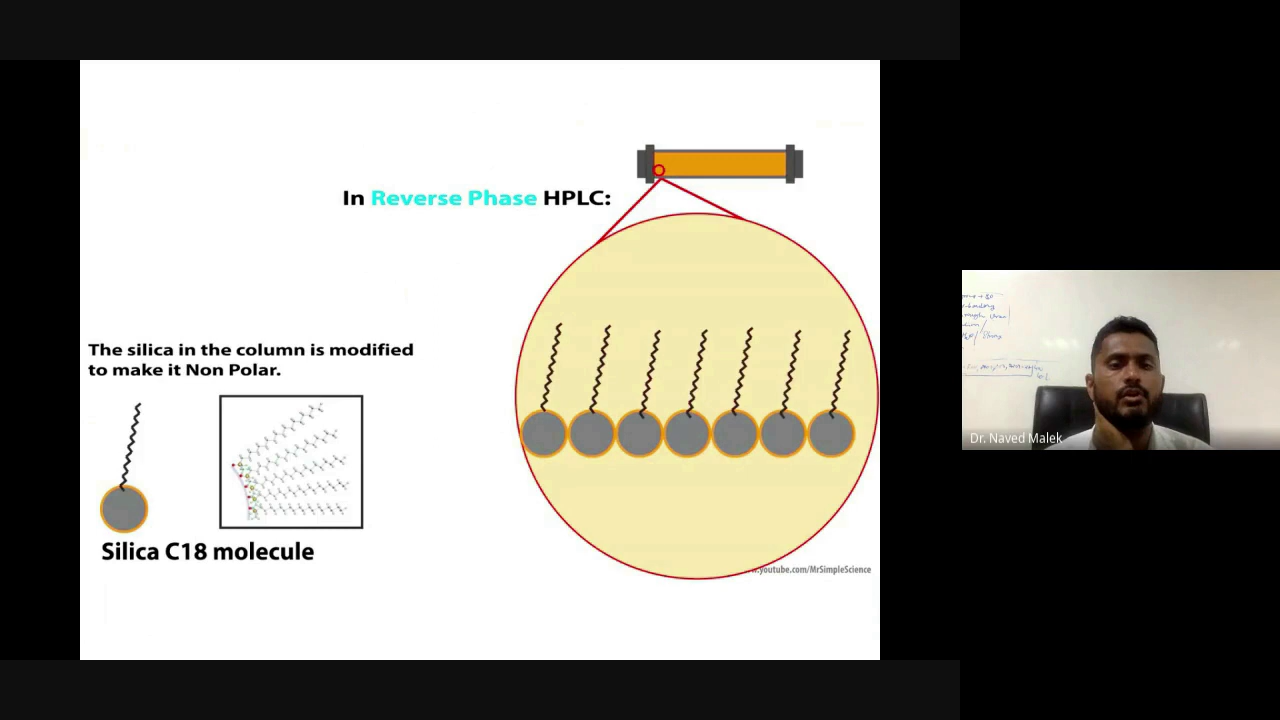 In Reverse Phase HPLC:
The silica in the column is modified
to make it Non Polar.
Silica C18 molecule
.youtube.com/MrSimpleScience
Dr. Naved Malek